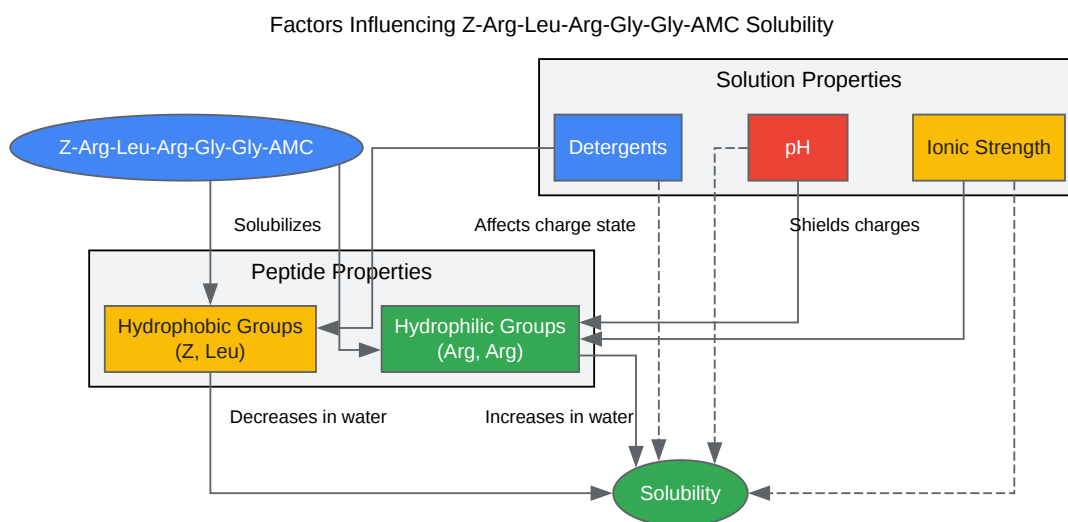 Factors Influencing Z-Arg-Leu-Arg-Gly-Gly-AMC Solubility
Solution Properties
Z-Arg-Leu-Arg-Gly-Gly-AMC
Detergents
pH
Ionic Strength
Solubilizes
Affects charge state
Shields charges
Peptide Properties
Hydrophobic Groups
(Z, Leu)
Hydrophilic Groups
(Arg, Arg)
Decreases in water
Increases in water
Solubility